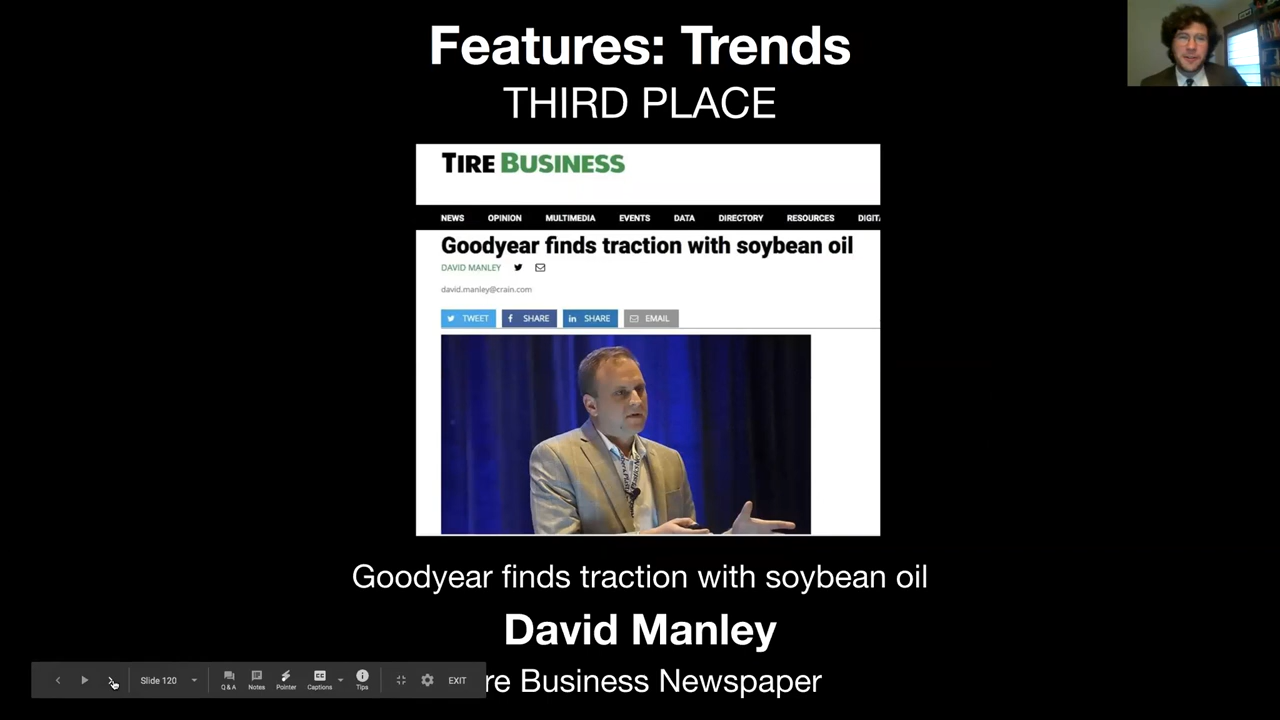 Features: Trends
THIRD PLACE
TIRE BUSINESS
NEWS OPINION MULTIMEDIA EVENTS DATA DIRECTORY RESOURCES DIGIT
Goodyear finds traction with soybean oil
DAVID MANLEY
david.manley@crain.com
TWEET SHARE SHARE EMAIL
Goodyear finds traction with soybean oil
David Manley
re Business Newspaper
Slide 120 Q & A Notes Pointer Captions Tips EXIT